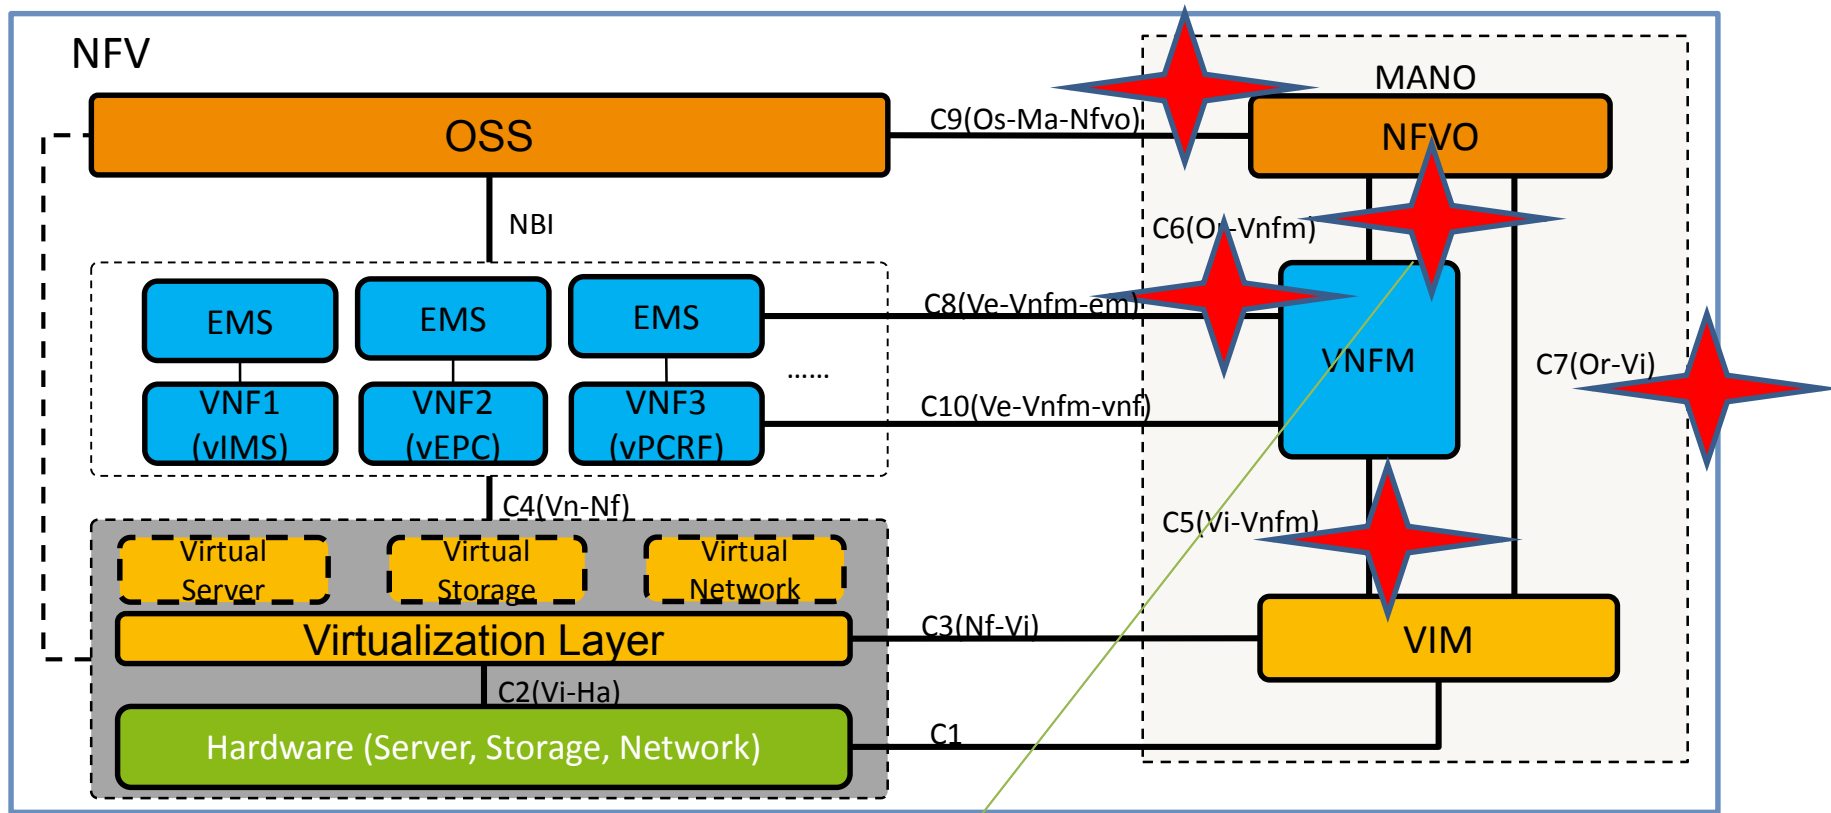 NFV
MANO
OSS
C9(Os-Ma-Nfvo)
NFVO
NBI
C6(Or-Vnfm)
EMS
EMS
EMS
C8(Ve-Vnfm-em)
......
VNFM
C7(Or-Vi)
VNF1
(vIMS)
VNF2
(vEPC)
VNF3
(vPCRF)
C10(Ve-Vnfm-vnf)
C4(Vn-Nf)
C5(Vi-Vnfm)
Virtual
Server
Virtual
Storage
Virtual
Network
Virtualization Layer
C3(Nf-Vi)
VIM
C2(Vi-Ha)
Hardware (Server, Storage, Network)
C1